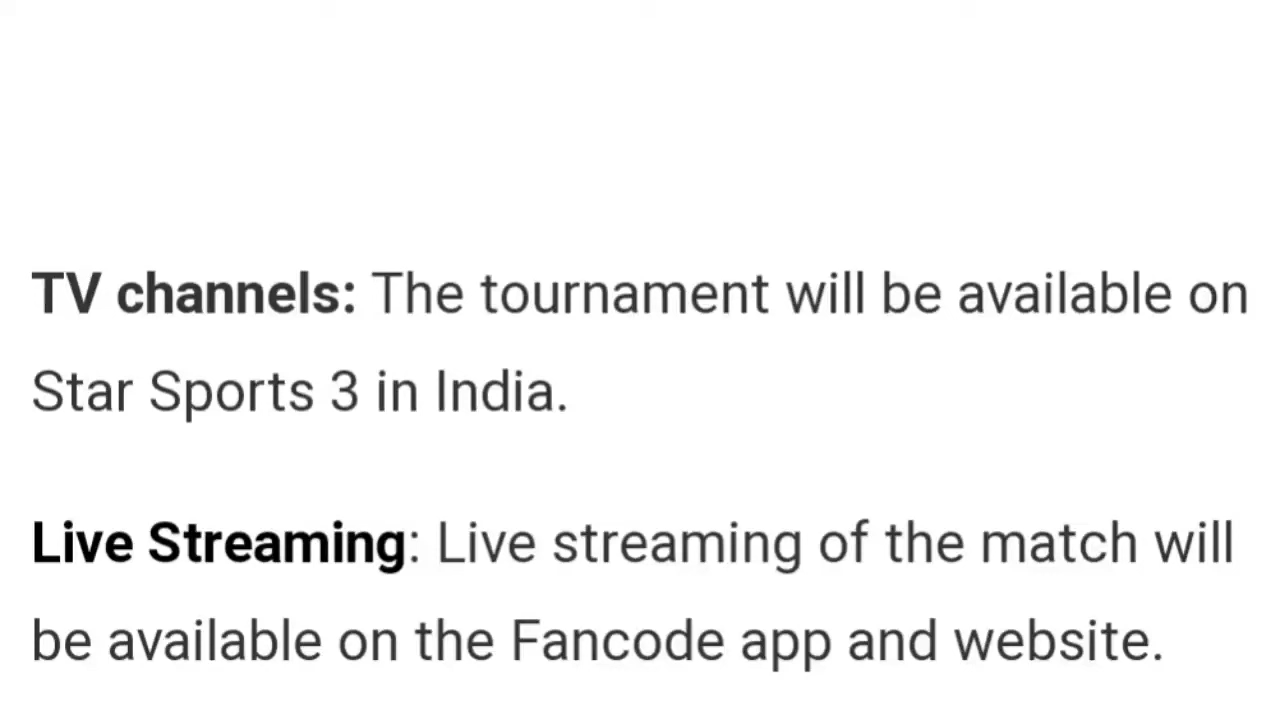 TV channels: The tournament will be available on
Star Sports 3 in India.
Live Streaming: Live streaming of the match will
be available on the Fancode app and website.